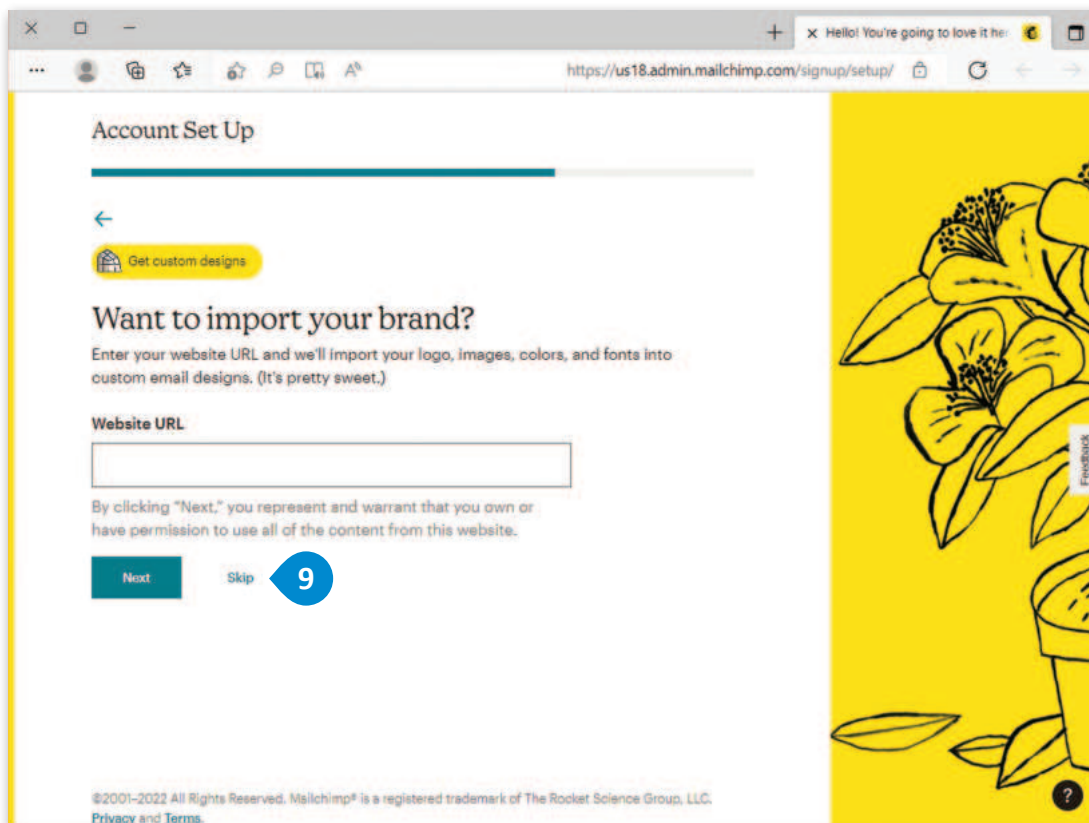 Hello! You're going to love it her
https://us18.admin.mailchimp.com/signup/setup/
Account Set Up
Get custom designs
Want to import your brand?
Enter your website URL and we'll import your logo, images, colors, and fonts into
custom email designs. (It's pretty sweet.)
Website URL
By clicking "Next," you represent and warrant that you own or
have permission to use all of the content from this website.
Next Skip 9
Feedback
?
©2001–2022 All Rights Reserved. Mailchimp® is a registered trademark of The Rocket Science Group, LLC.
Privacy and Terms.